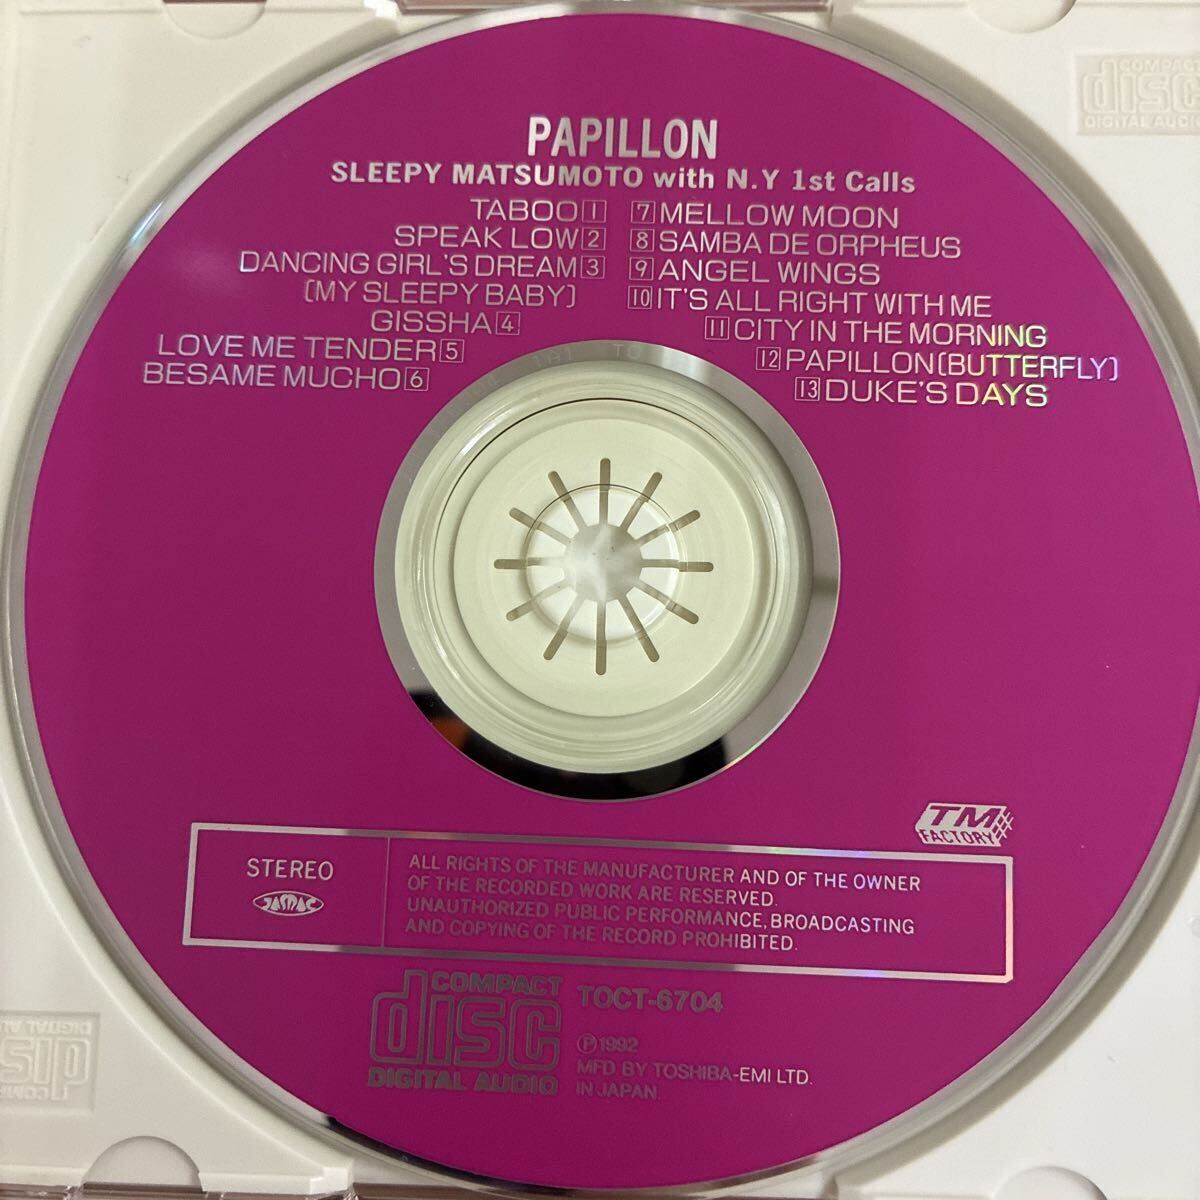 PAPILLON
SLEEPY MATSUMOTO with N.Y 1st Calls
TABOO 1
SPEAK LOW 2
DANCING GIRL'S DREAM 3
(MY SLEEPY BABY)
GISSHA 4
LOVE ME TENDER 5
BESAME MUCHO 6
7 MELLOW MOON
8 SAMBA DE ORPHEUS
9 ANGEL WINGS
10 IT'S ALL RIGHT WITH ME
11 CITY IN THE MORNING
12 PAPILLON(BUTTERFLY)
13 DUKE'S DAYS
TM
FACTORY
STEREO
JASRAC
ALL RIGHTS OF THE MANUFACTURER AND OF THE OWNER
OF THE RECORDED WORK ARE RESERVED.
UNAUTHORIZED PUBLIC PERFORMANCE, BROADCASTING
AND COPYING OF THE RECORD PROHIBITED.
COMPACT
disc
DIGITAL AUDIO
TOCT-6704
℗1992
MFD BY TOSHIBA-EMI LTD.
IN JAPAN.
COMPACT
disc
DIGITAL AUDIO